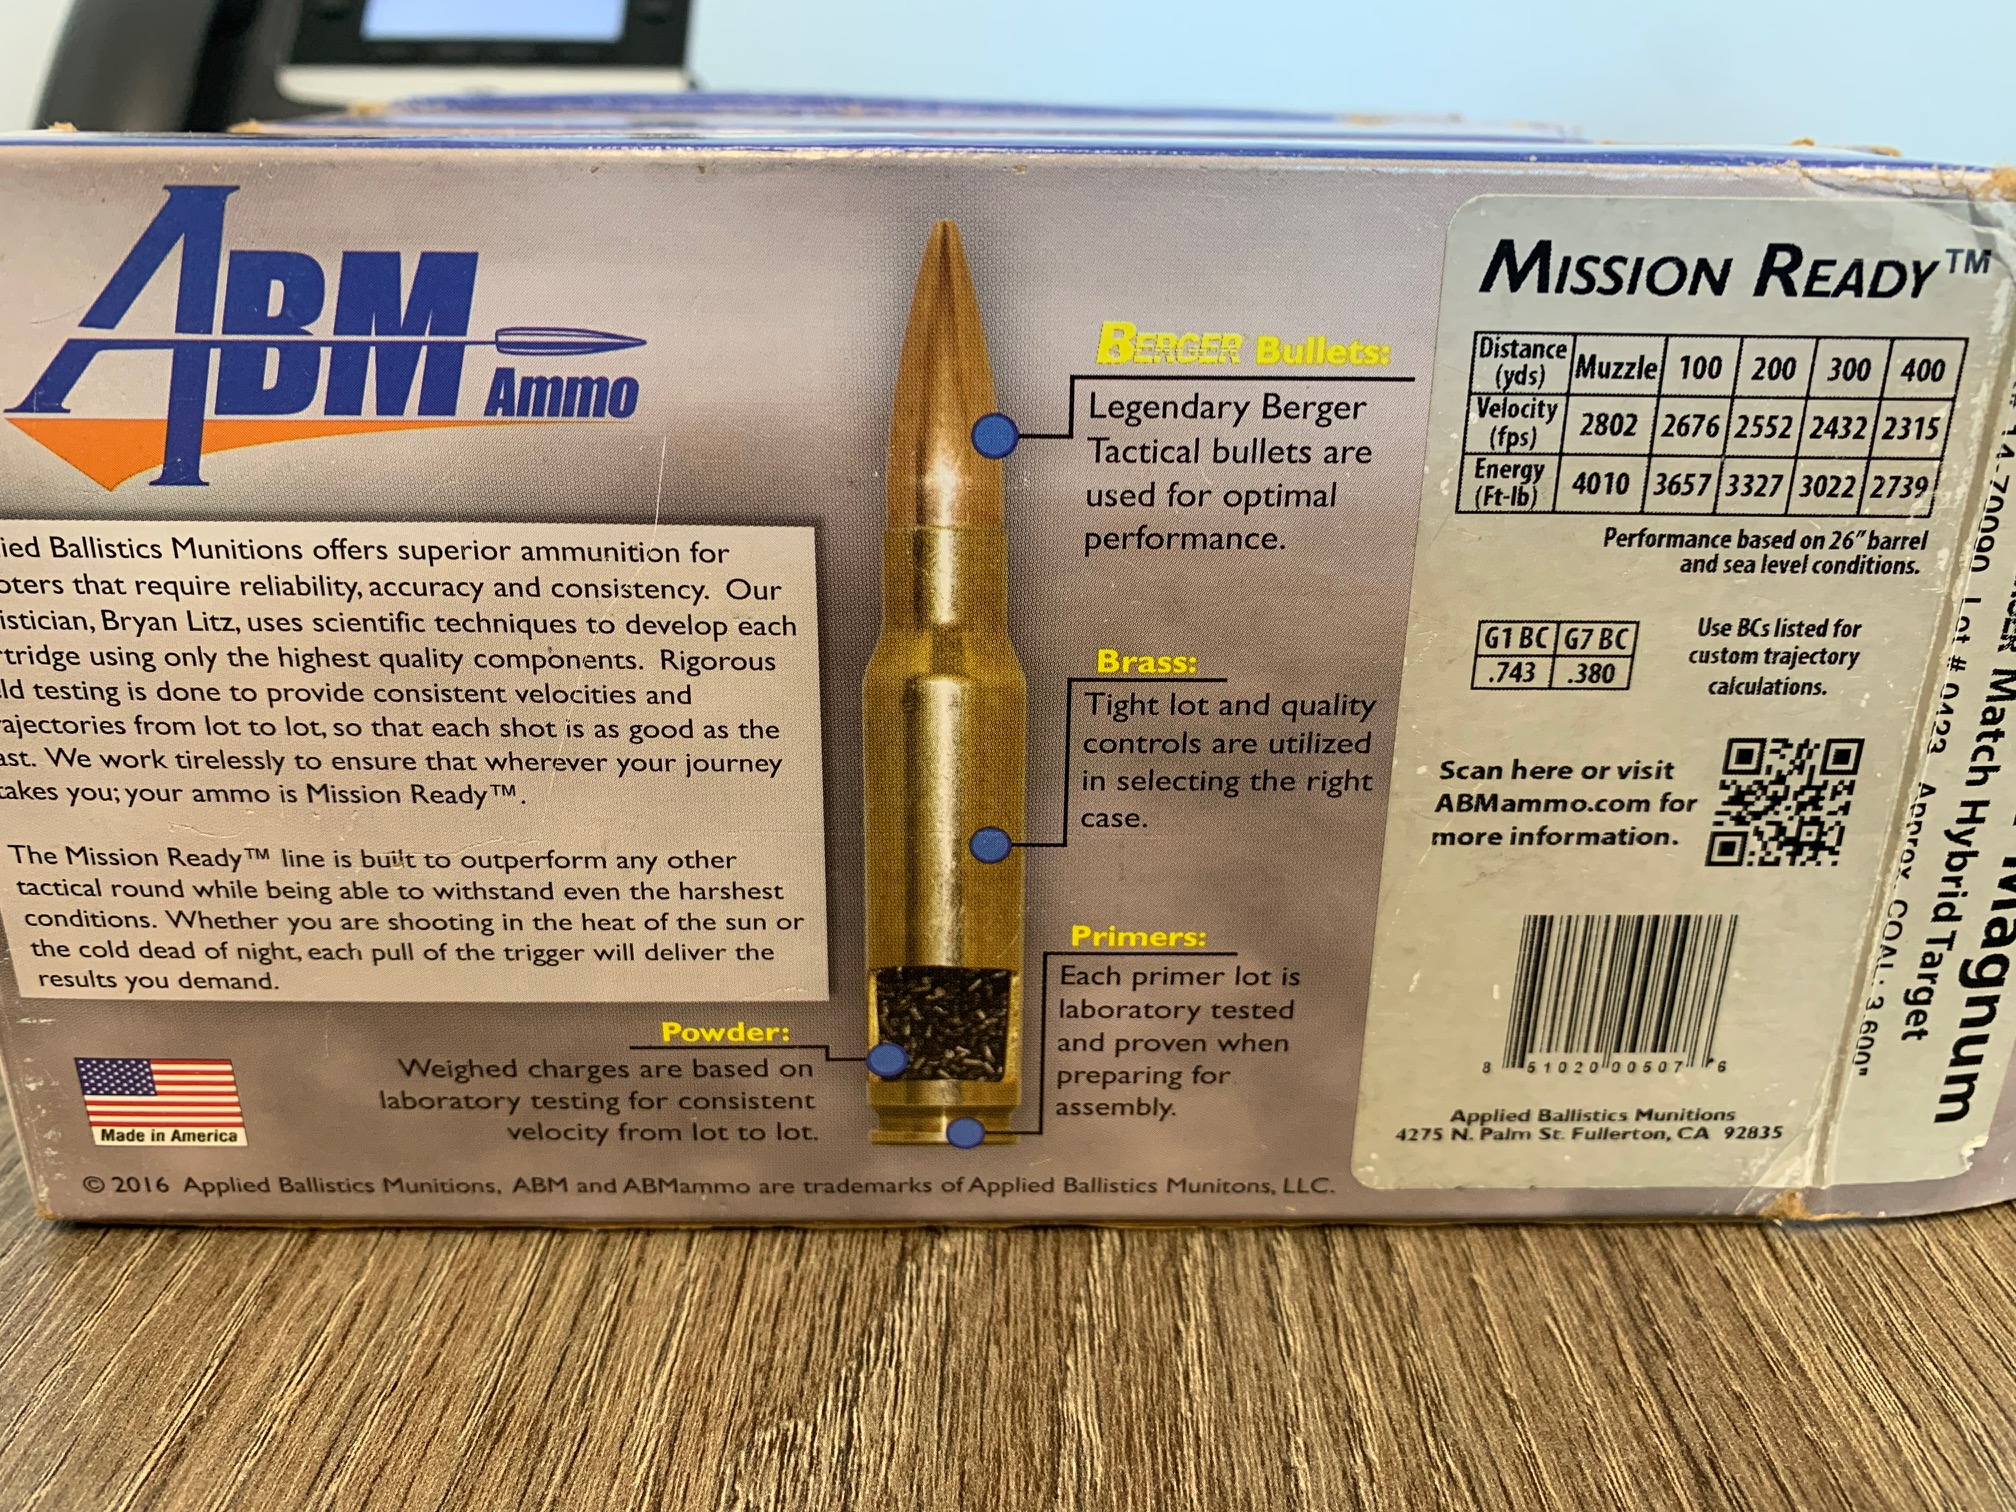 ABM
Ammo
ied Ballistics Munitions offers superior ammunition for
oters that require reliability, accuracy and consistency. Our
istician, Bryan Litz, uses scientific techniques to develop each
rtridge using only the highest quality components. Rigorous
ld testing is done to provide consistent velocities and
ajectories from lot to lot, so that each shot is as good as the
ast. We work tirelessly to ensure that wherever your journey
takes you; your ammo is Mission Ready™.
The Mission Ready™ line is built to outperform any other
tactical round while being able to withstand even the harshest
conditions. Whether you are shooting in the heat of the sun or
the cold dead of night, each pull of the trigger will deliver the
results you demand.
Made in America
Powder:
Weighed charges are based on
laboratory testing for consistent
velocity from lot to lot.
BERGER Bullets:
Legendary Berger
Tactical bullets are
used for optimal
performance.
Brass:
Tight lot and quality
controls are utilized
in selecting the right
case.
Primers:
Each primer lot is
laboratory tested
and proven when
preparing for
assembly.
© 2016 Applied Ballistics Munitions, ABM and ABMammo are trademarks of Applied Ballistics Munitons, LLC.
MISSION READY™
Distance (yds) Muzzle 100 200 300 400
Velocity (fps) 2802 2676 2552 2432 2315
Energy (Ft-lb) 4010 3657 3327 3022 2739
Performance based on 26" barrel
and sea level conditions.
G1 BC G7 BC
.743 .380
Use BCs listed for
custom trajectory
calculations.
Scan here or visit
ABMammo.com for
more information.
8 51020 00507 6
Applied Ballistics Munitions
4275 N. Palm St. Fullerton, CA 92835
Magnum
Match Hybrid Target
Lot # 0423 Approx. COAL: 3.600"